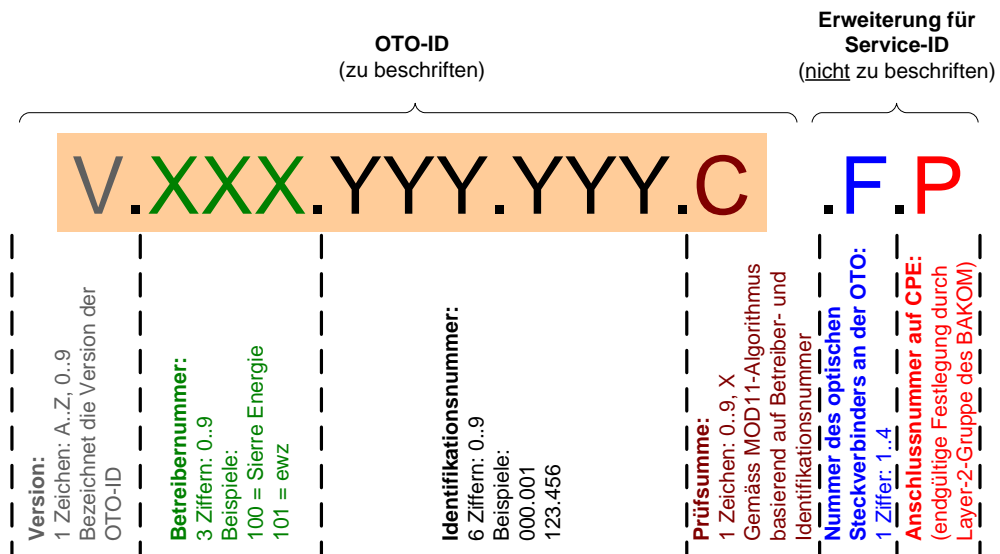 OTO-ID
(zu beschriften)
Erweiterung für
Service-ID
(nicht zu beschriften)
V.XXX.YYY.YYY.C .F.P
Version:
1 Zeichen: A..Z, 0..9
Bezeichnet die Version der
OTO-ID
Betreibernummer:
3 Ziffern: 0..9
Beispiele:
100 = Sierre Energie
101 = ewz
Identifikationsnummer:
6 Ziffern: 0..9
Beispiele:
000.001
123.456
Prüfsumme:
1 Zeichen: 0..9, X
Gemäss MOD11-Algorithmus
basierend auf Betreiber- und
Identifikationsnummer
Nummer des optischen
Steckverbinders an der OTO:
1 Ziffer: 1..4
Anschlussnummer auf CPE:
(endgültige Festlegung durch
Layer-2-Gruppe des BAKOM)